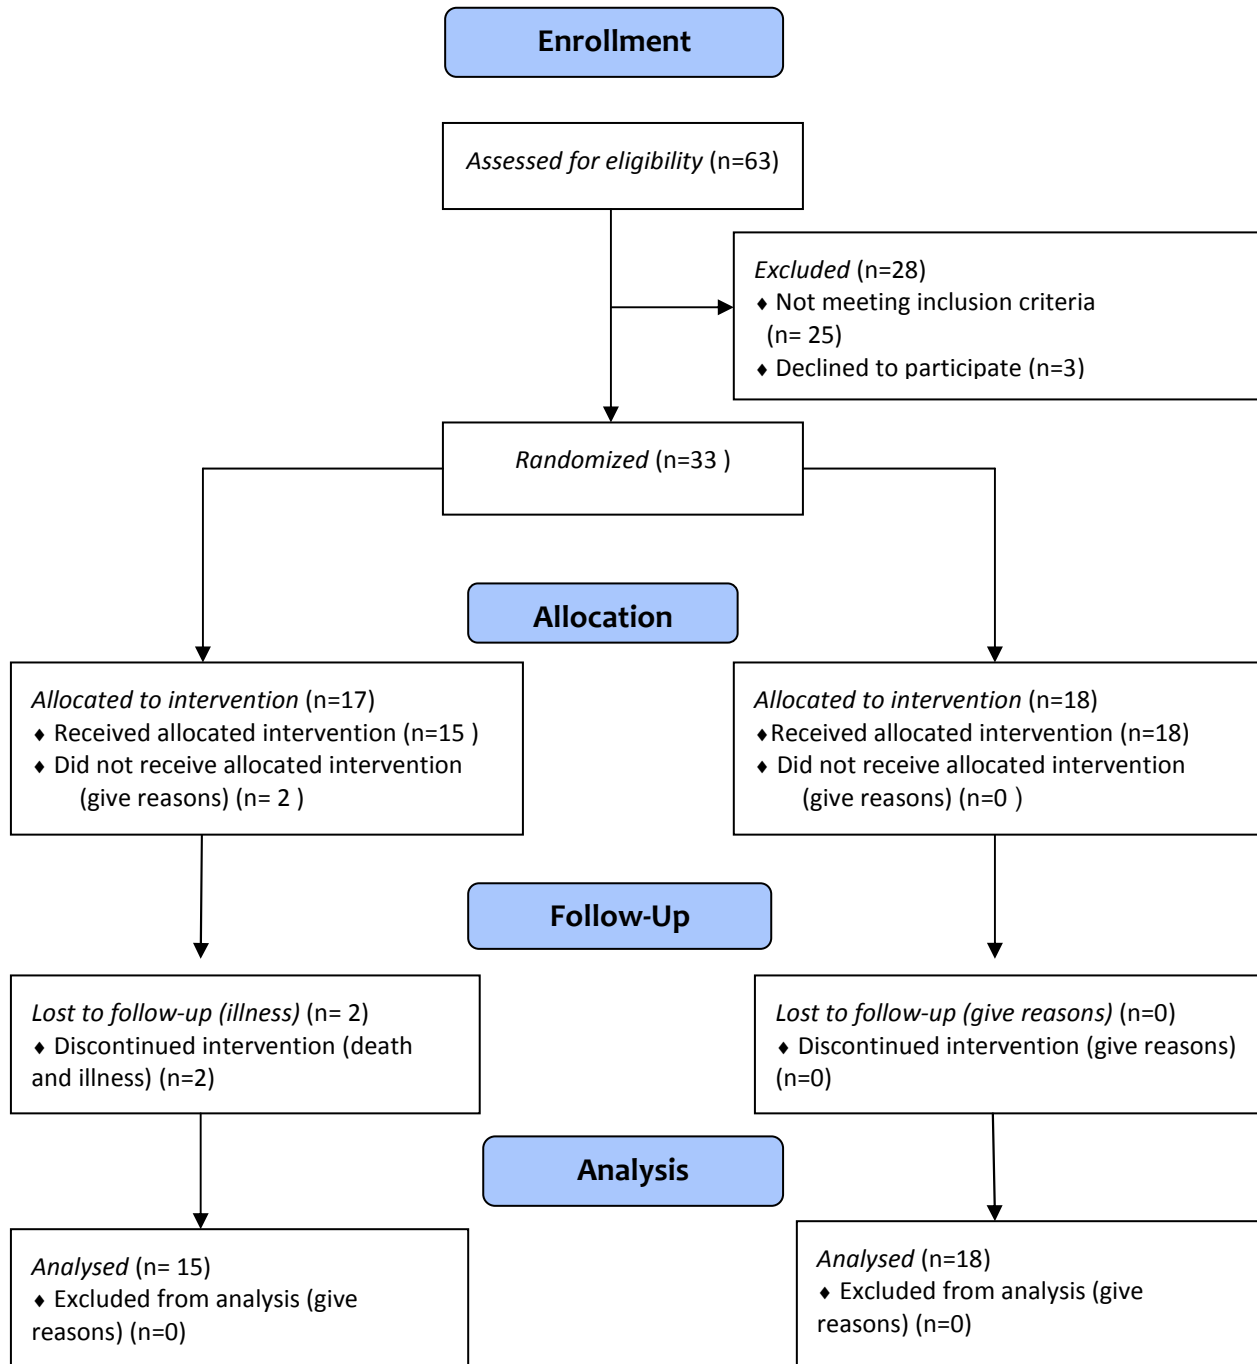 Enrollment
Assessed for eligibility (n=63)
Excluded (n=28)
♦ Not meeting inclusion criteria
(n= 25)
♦ Declined to participate (n=3)
Randomized (n=33 )
Allocation
Allocated to intervention (n=17)
♦ Received allocated intervention (n=15 )
♦ Did not receive allocated intervention
(give reasons) (n= 2 )
Allocated to intervention (n=18)
♦Received allocated intervention (n=18)
♦ Did not receive allocated intervention
(give reasons) (n=0 )
Follow-Up
Lost to follow-up (illness) (n= 2)
♦ Discontinued intervention (death
and illness) (n=2)
Lost to follow-up (give reasons) (n=0)
♦ Discontinued intervention (give reasons)
(n=0)
Analysis
Analysed (n= 15)
♦ Excluded from analysis (give
reasons) (n=0)
Analysed (n=18)
♦ Excluded from analysis (give
reasons) (n=0)